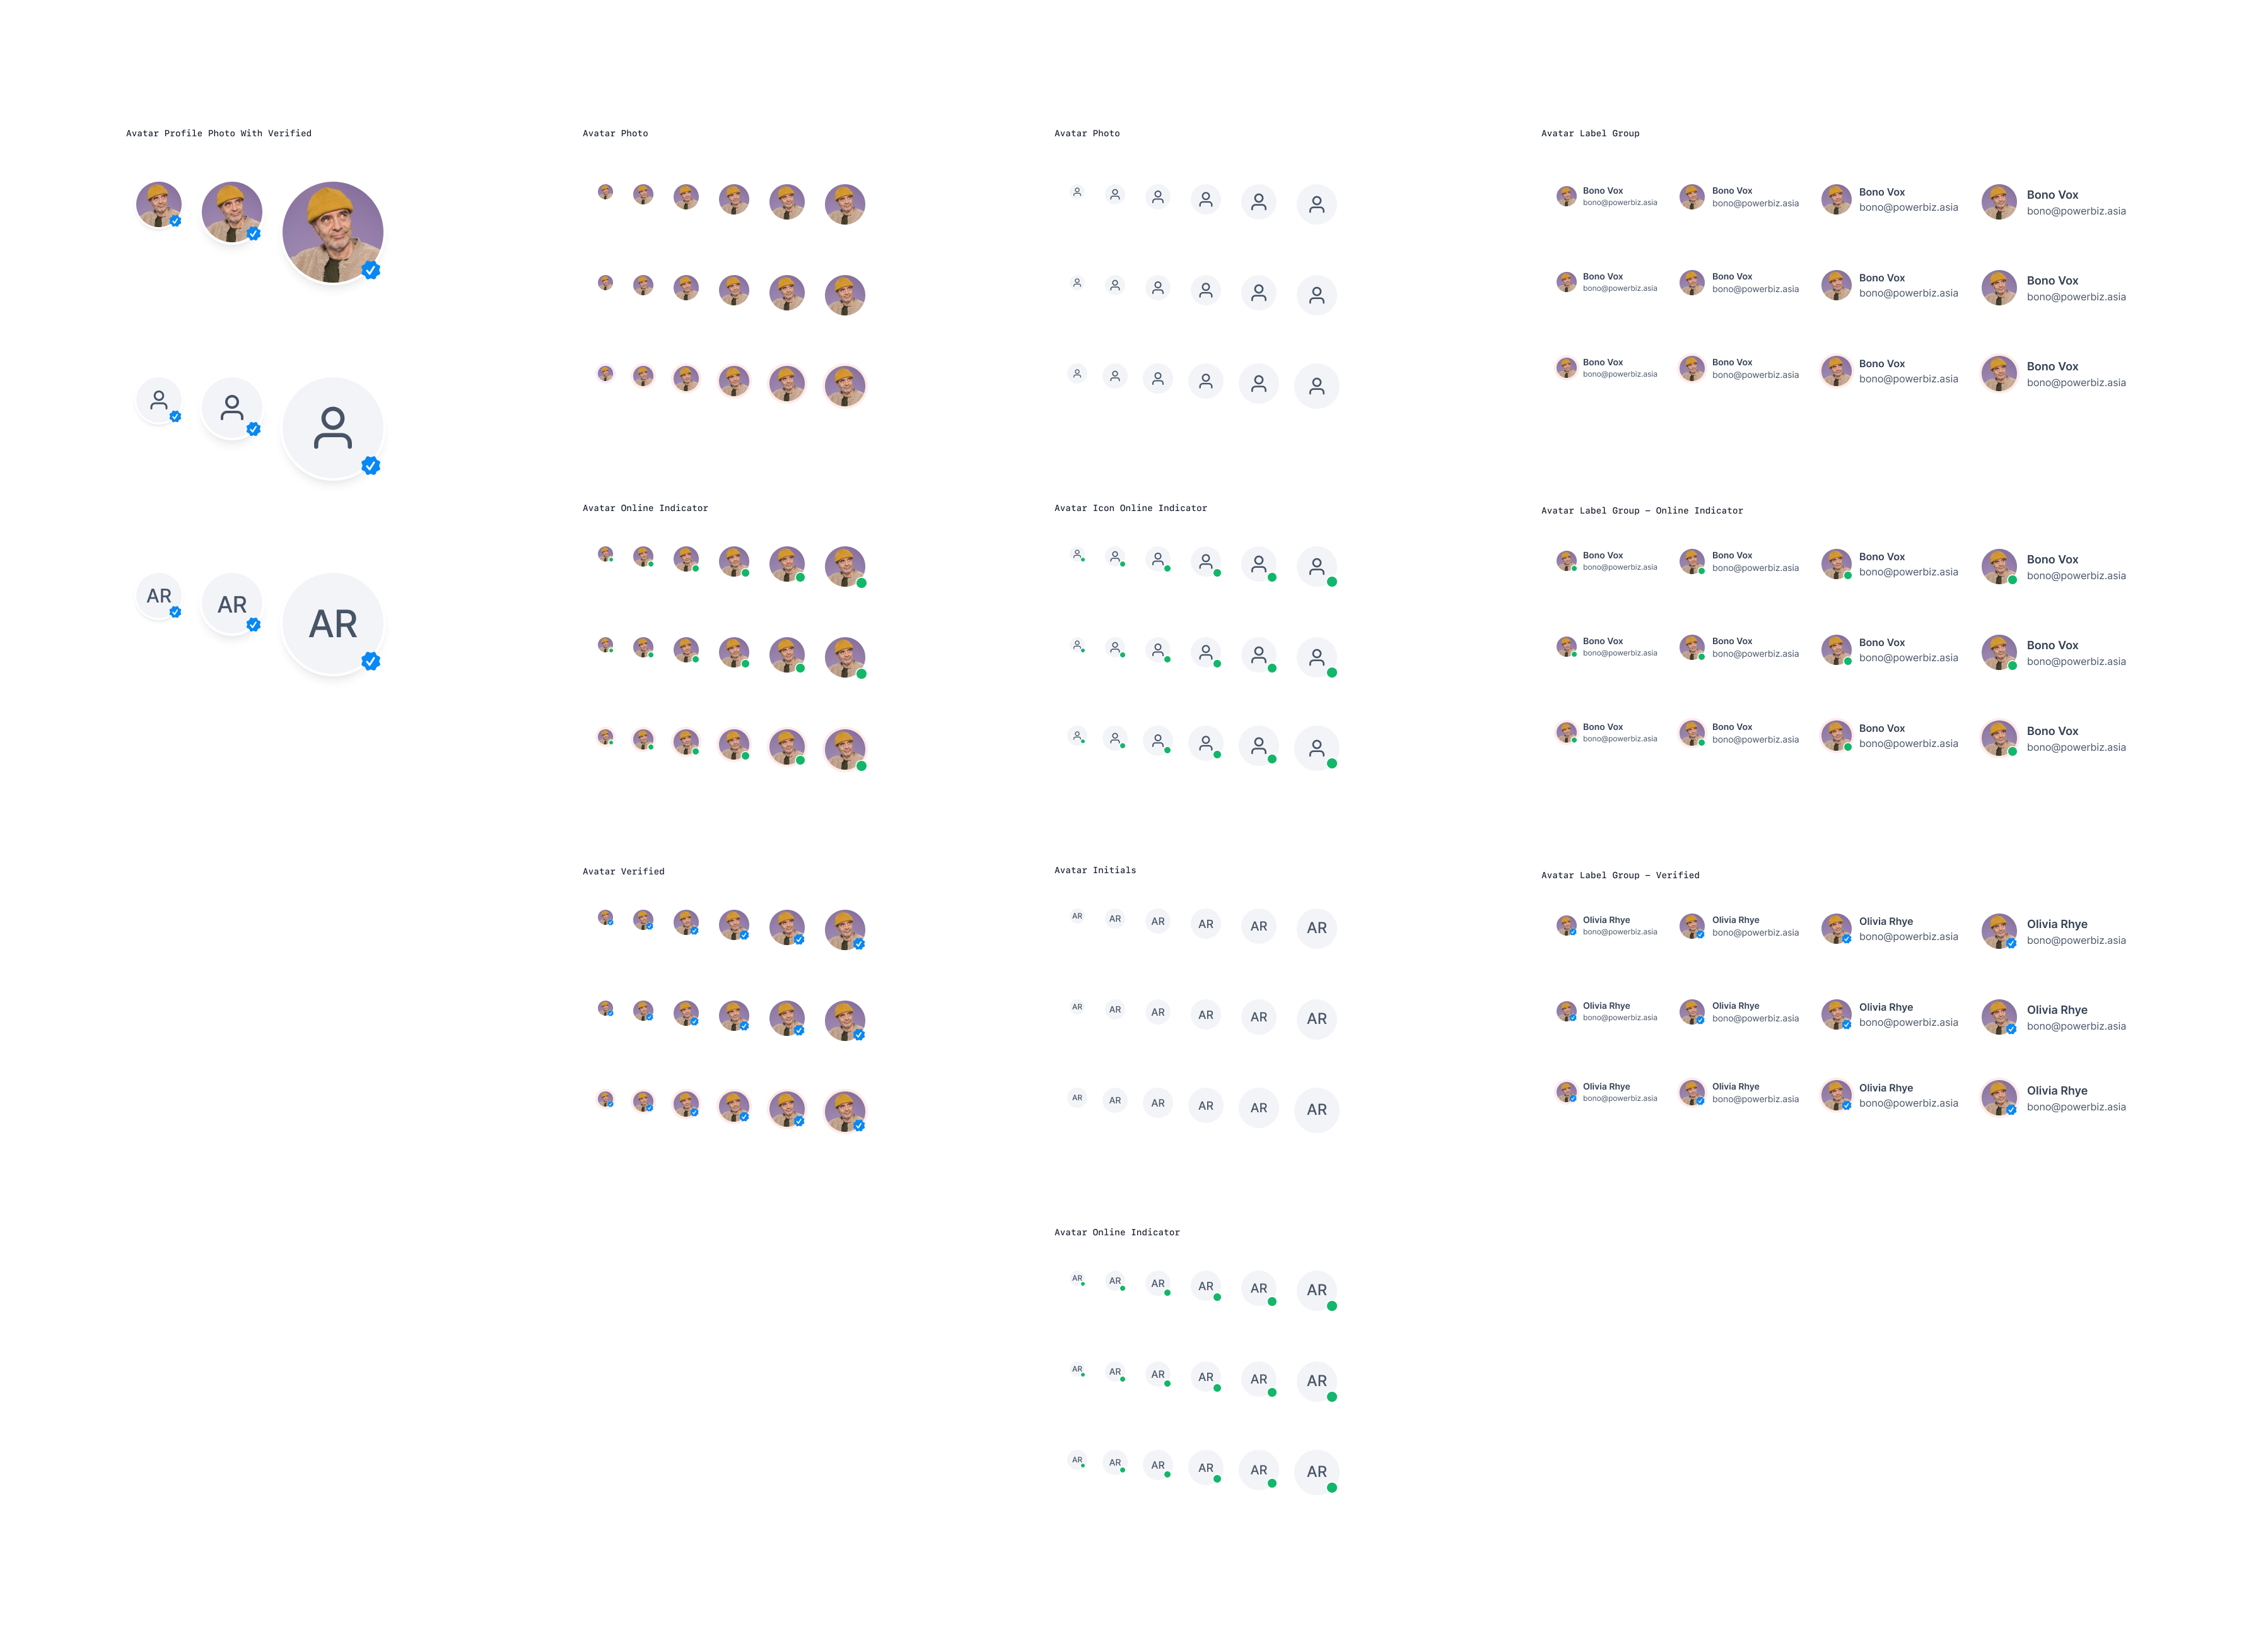 Avatar Profile Photo With Verified
AR
AR
AR
Avatar Photo
Avatar Online Indicator
Avatar Verified
Avatar Photo
Avatar Icon Online Indicator
Avatar Initials
AR AR AR AR AR AR
AR AR AR AR AR AR
AR AR AR AR AR AR
Avatar Online Indicator
AR AR AR AR AR AR
AR AR AR AR AR AR
AR AR AR AR AR AR
Avatar Label Group
Bono Vox Bono Vox Bono Vox Bono Vox
bono@powerbiz.asia bono@powerbiz.asia bono@powerbiz.asia bono@powerbiz.asia
Bono Vox Bono Vox Bono Vox Bono Vox
bono@powerbiz.asia bono@powerbiz.asia bono@powerbiz.asia bono@powerbiz.asia
Bono Vox Bono Vox Bono Vox Bono Vox
bono@powerbiz.asia bono@powerbiz.asia bono@powerbiz.asia bono@powerbiz.asia
Avatar Label Group – Online Indicator
Bono Vox Bono Vox Bono Vox Bono Vox
bono@powerbiz.asia bono@powerbiz.asia bono@powerbiz.asia bono@powerbiz.asia
Bono Vox Bono Vox Bono Vox Bono Vox
bono@powerbiz.asia bono@powerbiz.asia bono@powerbiz.asia bono@powerbiz.asia
Bono Vox Bono Vox Bono Vox Bono Vox
bono@powerbiz.asia bono@powerbiz.asia bono@powerbiz.asia bono@powerbiz.asia
Avatar Label Group – Verified
Olivia Rhye Olivia Rhye Olivia Rhye Olivia Rhye
bono@powerbiz.asia bono@powerbiz.asia bono@powerbiz.asia bono@powerbiz.asia
Olivia Rhye Olivia Rhye Olivia Rhye Olivia Rhye
bono@powerbiz.asia bono@powerbiz.asia bono@powerbiz.asia bono@powerbiz.asia
Olivia Rhye Olivia Rhye Olivia Rhye Olivia Rhye
bono@powerbiz.asia bono@powerbiz.asia bono@powerbiz.asia bono@powerbiz.asia